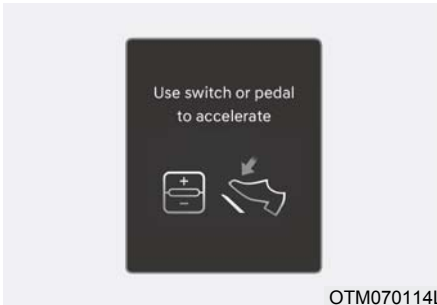 Use switch or pedal
to accelerate
+
−
OTM070114L